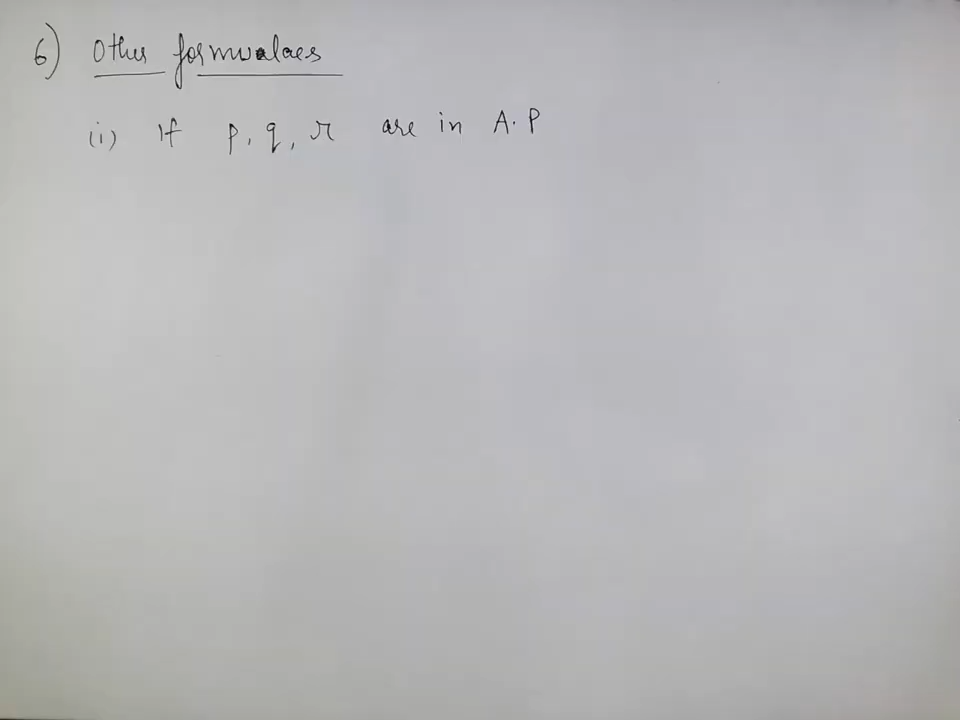 6) Other formulaes
(i) If p, q, r are in A.P